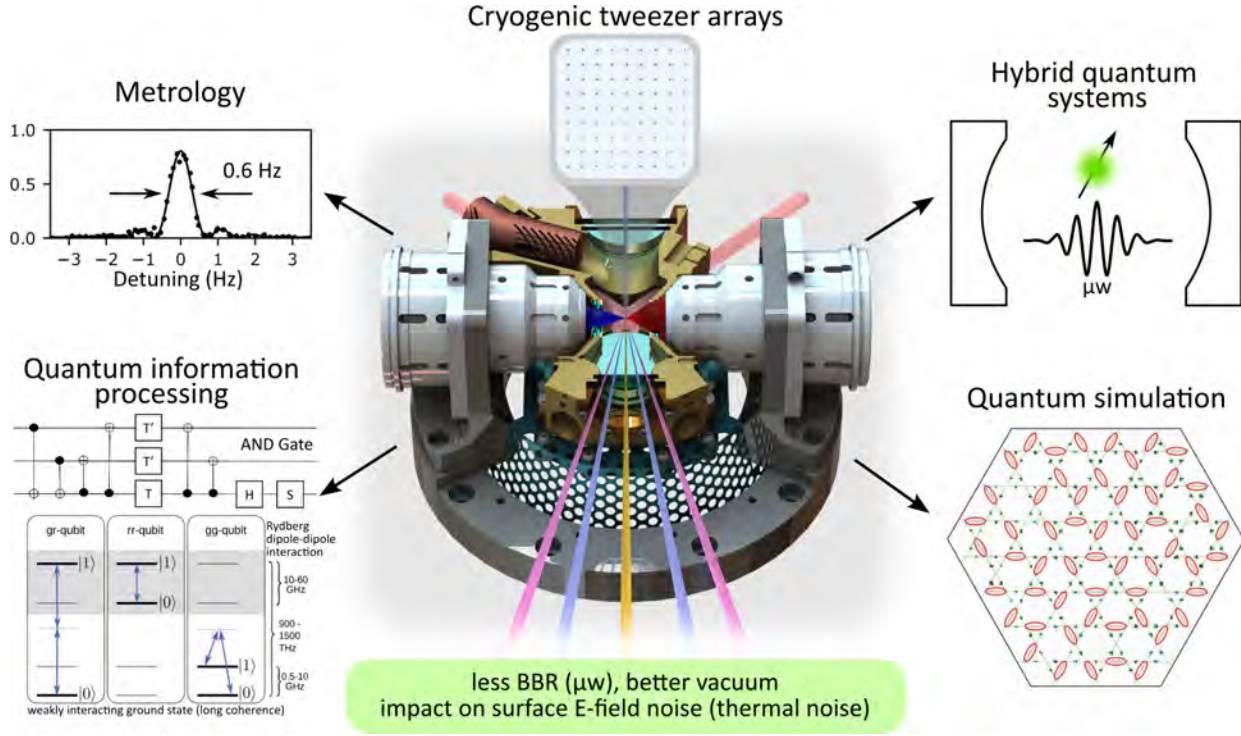 Cryogenic tweezer arrays
Metrology
1.0
0.5
0.0
0.6 Hz
−3 −2 −1 0 1 2 3
Detuning (Hz)
Hybrid quantum
systems
μw
Quantum information
processing
T′
AND Gate
T′
T
H
S
gr-qubit
rr-qubit
gg-qubit
Rydberg
dipole-dipole
interaction
|1⟩
|1⟩
10-60
GHz
|0⟩
900 -
1500
THz
|1⟩
0.5-10
GHz
|0⟩
|0⟩
weakly interacting ground state (long coherence)
Quantum simulation
less BBR (μw), better vacuum
impact on surface E-field noise (thermal noise)